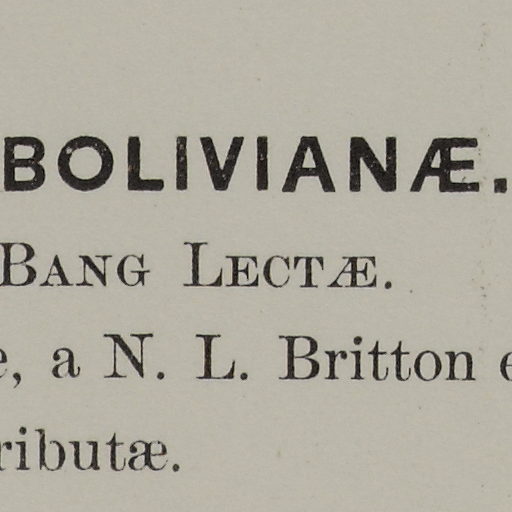 BOLIVIANÆ.
BANG LECTÆ.
e, a N. L. Britton e
ributæ.